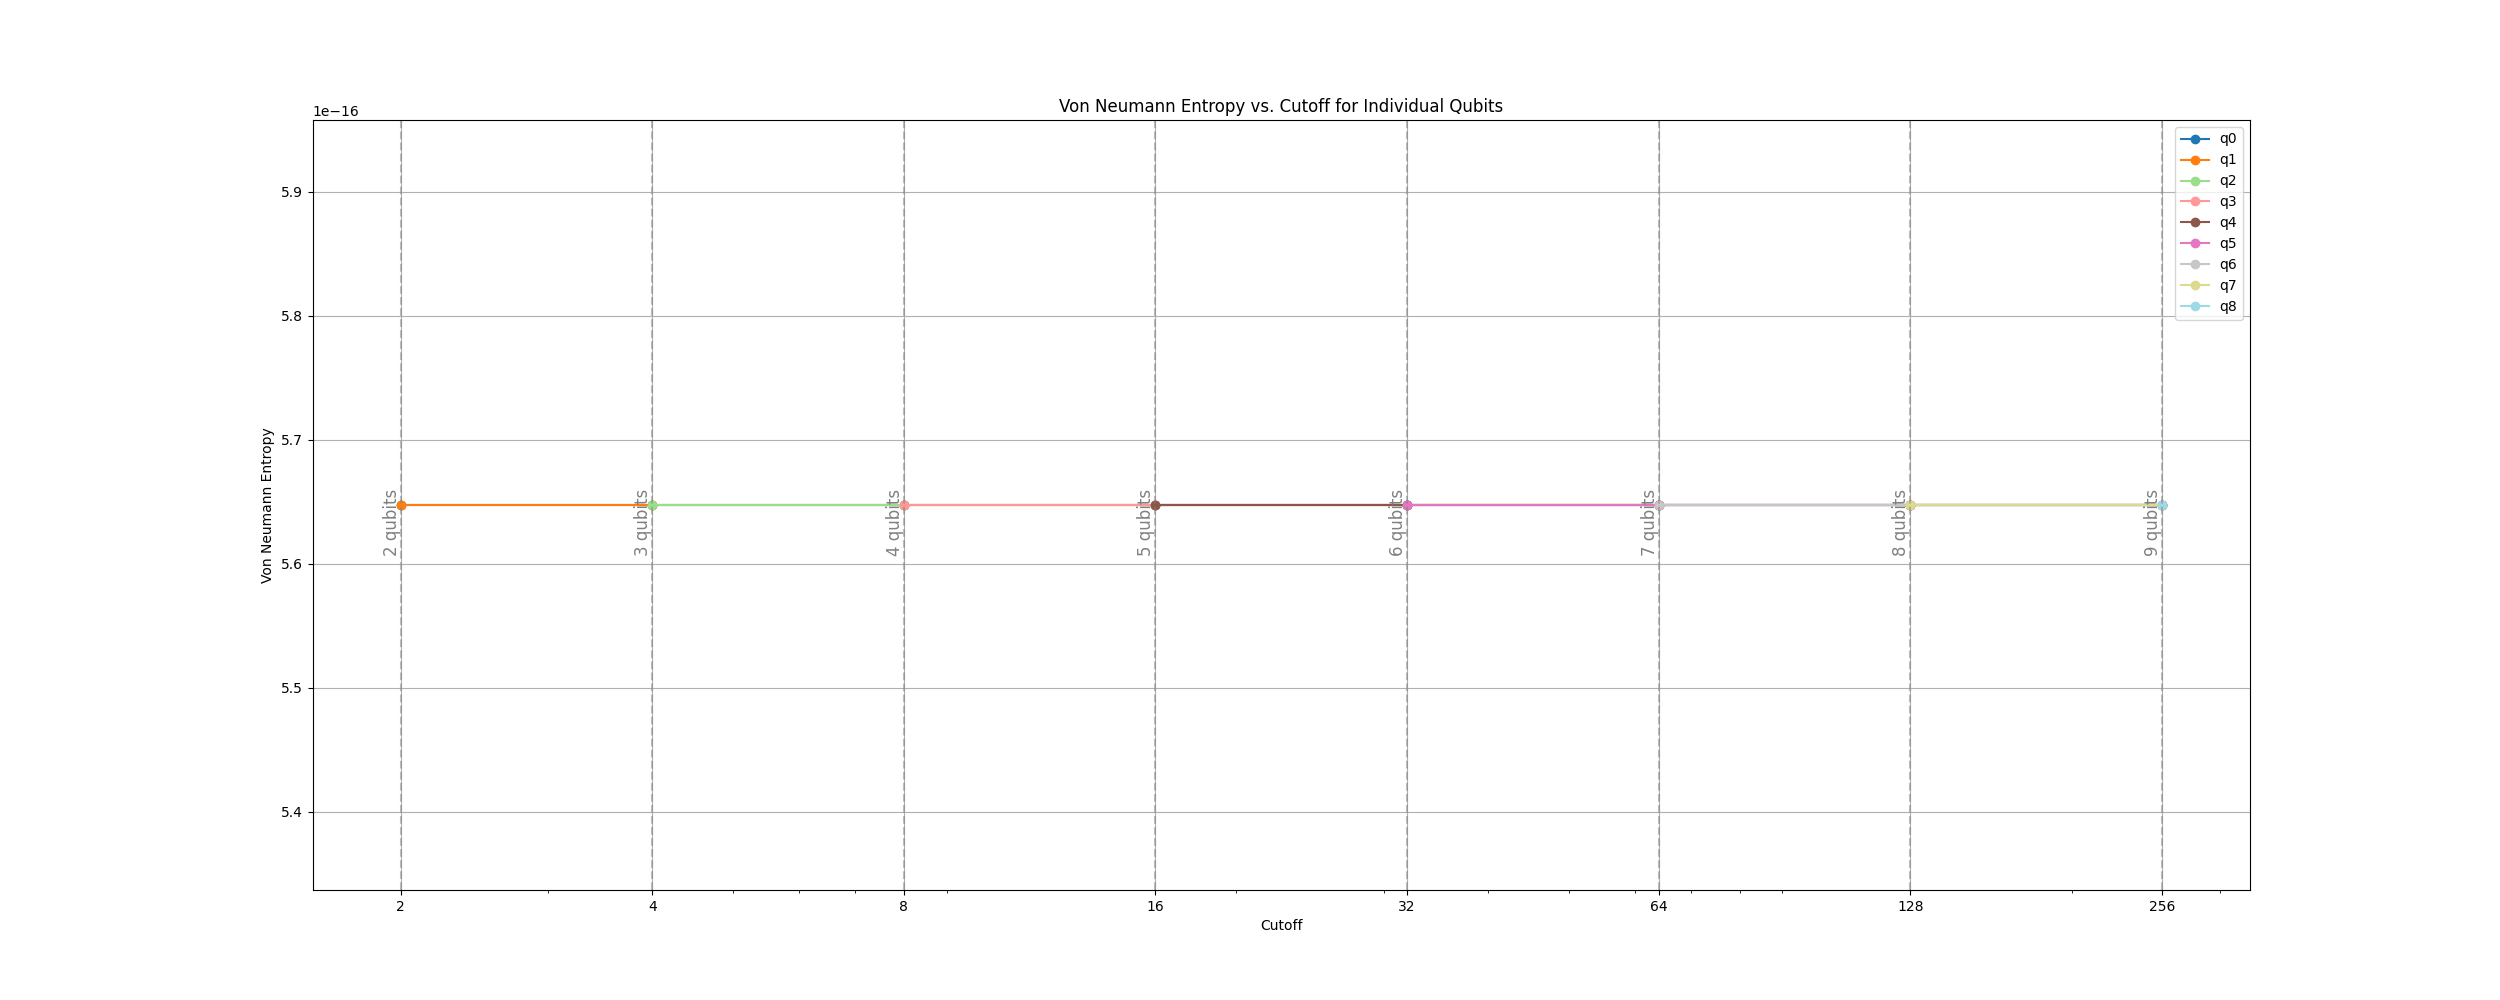 Von Neumann Entropy vs. Cutoff for Individual Qubits
1e−16
5.9
5.8
5.7
5.6
5.5
5.4
Von Neumann Entropy
2 qubits
3 qubits
4 qubits
5 qubits
6 qubits
7 qubits
8 qubits
9 qubits
q0
q1
q2
q3
q4
q5
q6
q7
q8
2 4 8 16 32 64 128 256
Cutoff